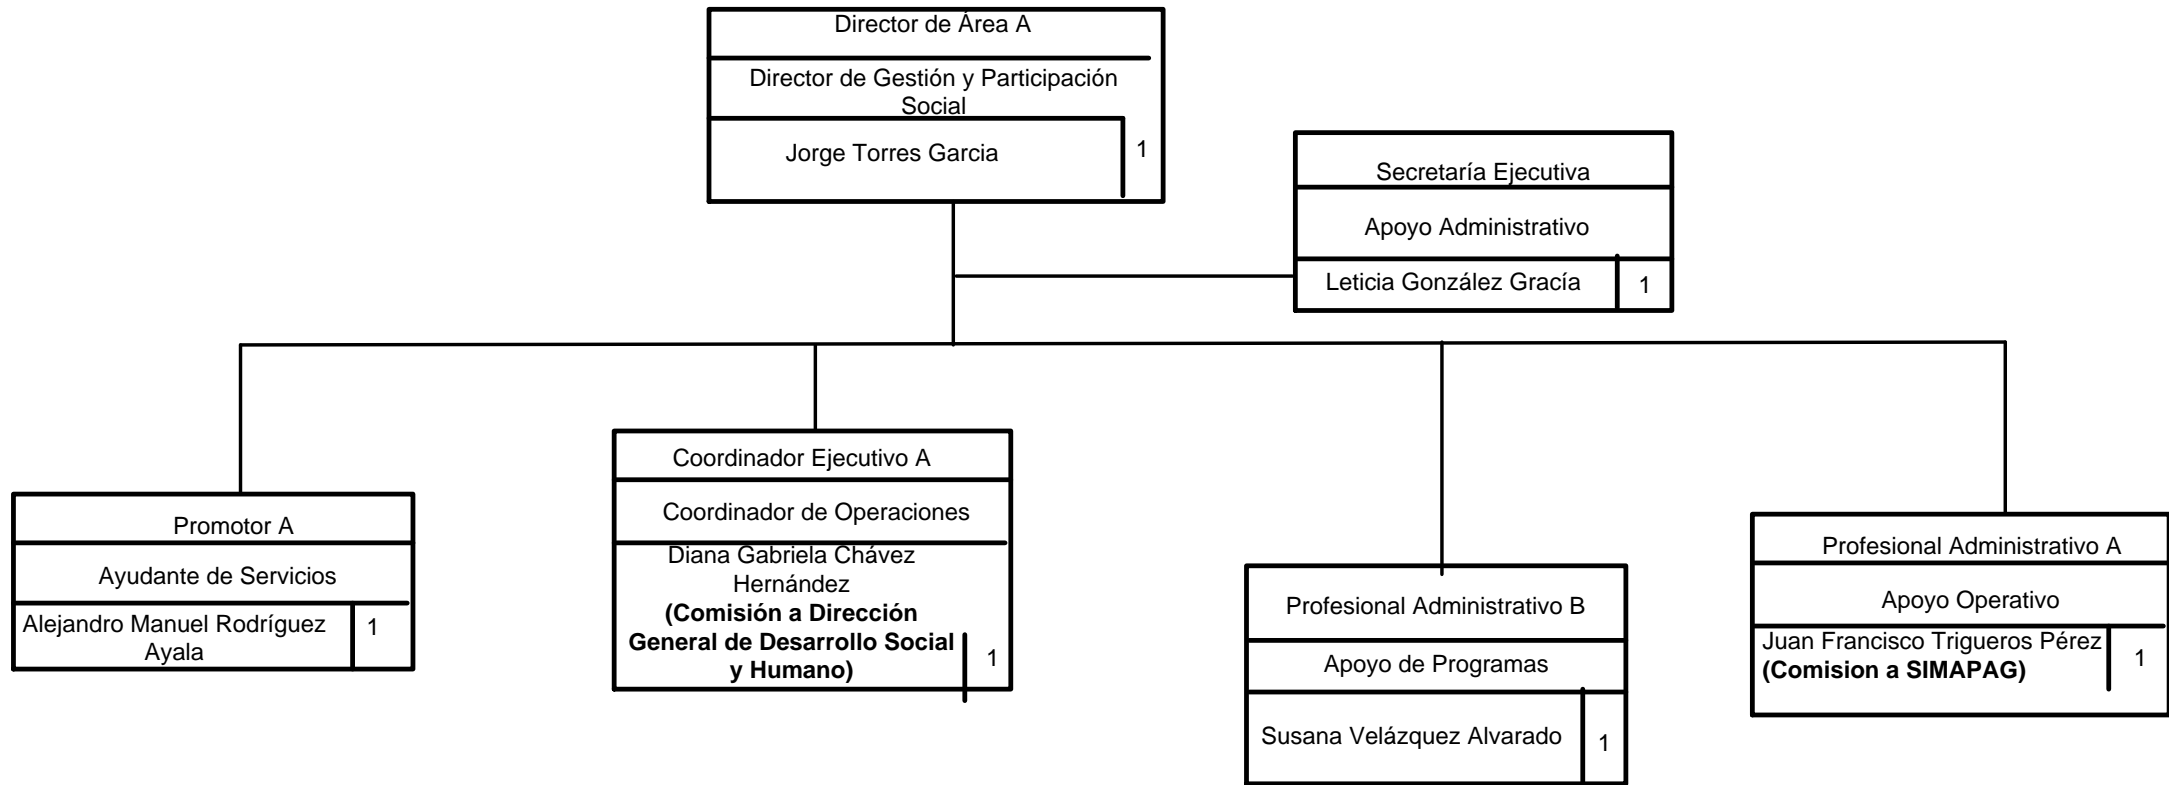 Director de Área A
Director de Gestión y Participación
Social
Jorge Torres Garcia
1
Secretaría Ejecutiva
Apoyo Administrativo
Leticia González Gracía
1
Promotor A
Ayudante de Servicios
Alejandro Manuel Rodríguez
Ayala
1
Coordinador Ejecutivo A
Coordinador de Operaciones
Diana Gabriela Chávez
Hernández
(Comisión a Dirección
General de Desarrollo Social
y Humano)
1
Profesional Administrativo B
Apoyo de Programas
Susana Velázquez Alvarado
1
Profesional Administrativo A
Apoyo Operativo
Juan Francisco Trigueros Pérez
(Comision a SIMAPAG)
1